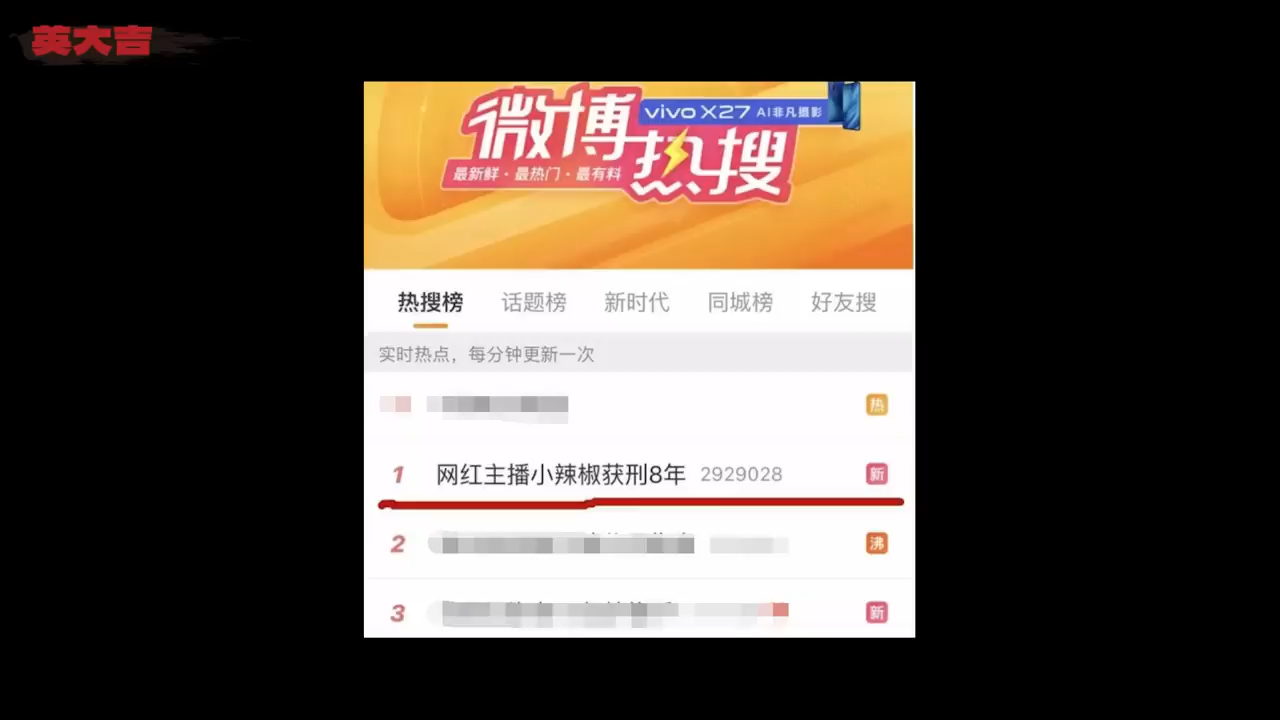 英大吉
微博热搜
vivo X27 AI非凡摄影
最新鲜·最热门·最有料
热搜榜 话题榜 新时代 同城榜 好友搜
实时热点，每分钟更新一次
热
1 网红主播小辣椒获刑8年 2929028 新
2 沸
3 新